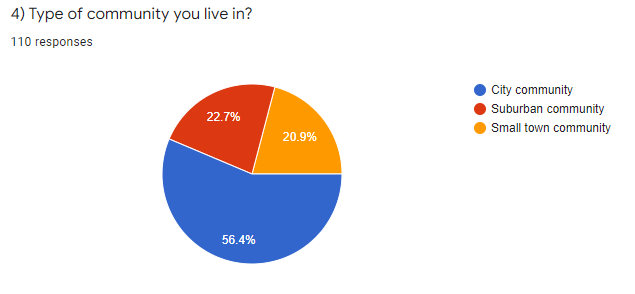 4) Type of community you live in?
110 responses
22.7%
20.9%
56.4%
City community
Suburban community
Small town community